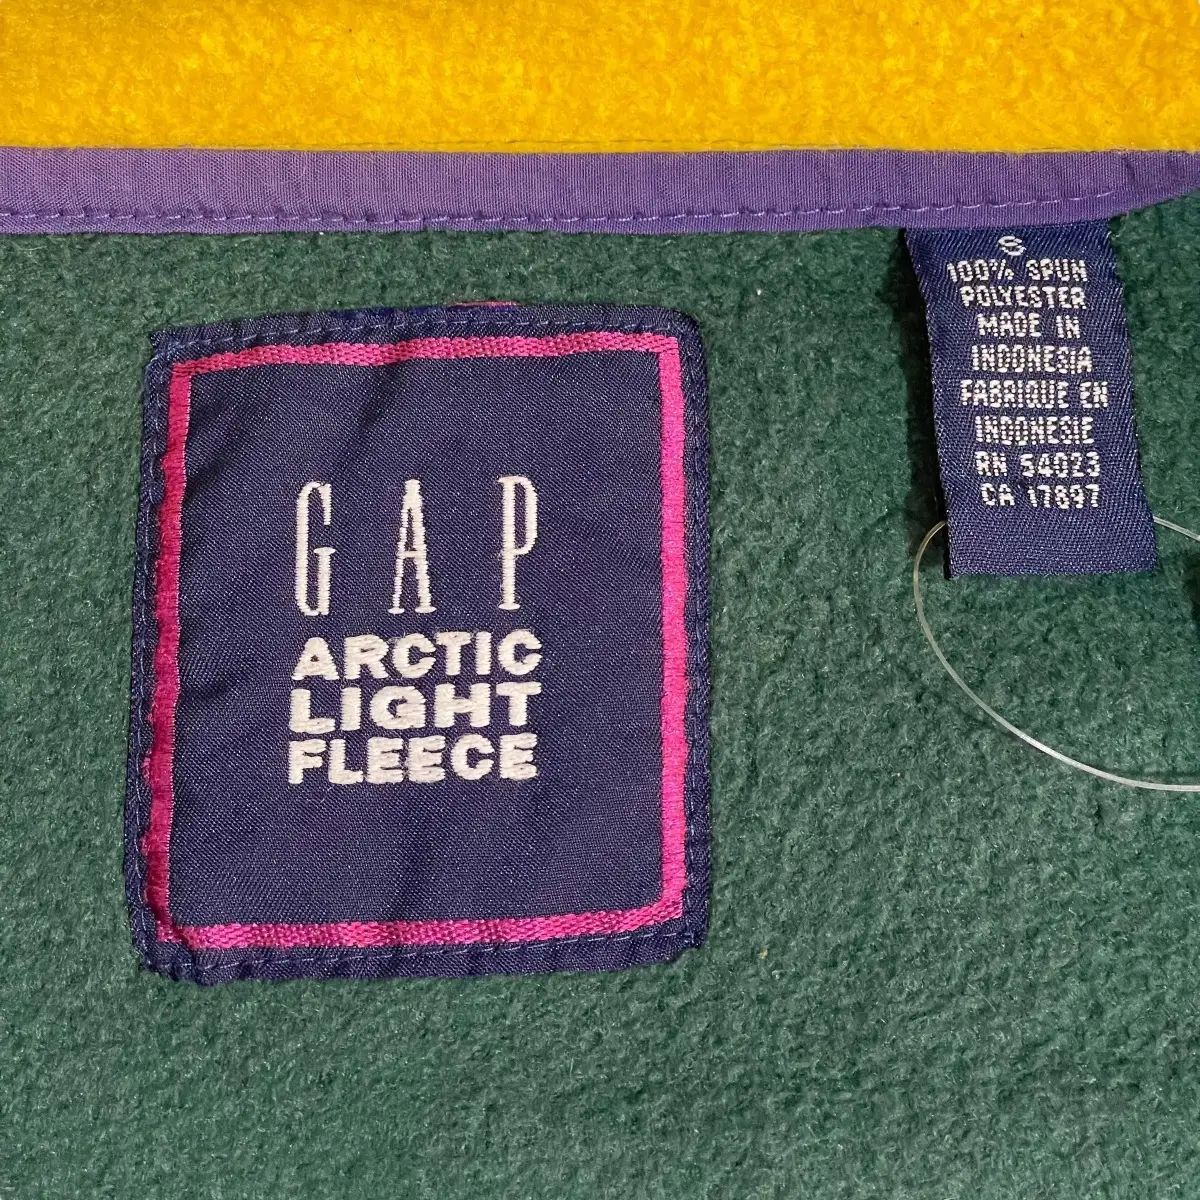 GAP
ARCTIC
LIGHT
FLEECE
S
100% SPUN
POLYESTER
MADE IN
INDONESIA
FABRIQUE EN
INDONESIE
RN 54023
CA 17897